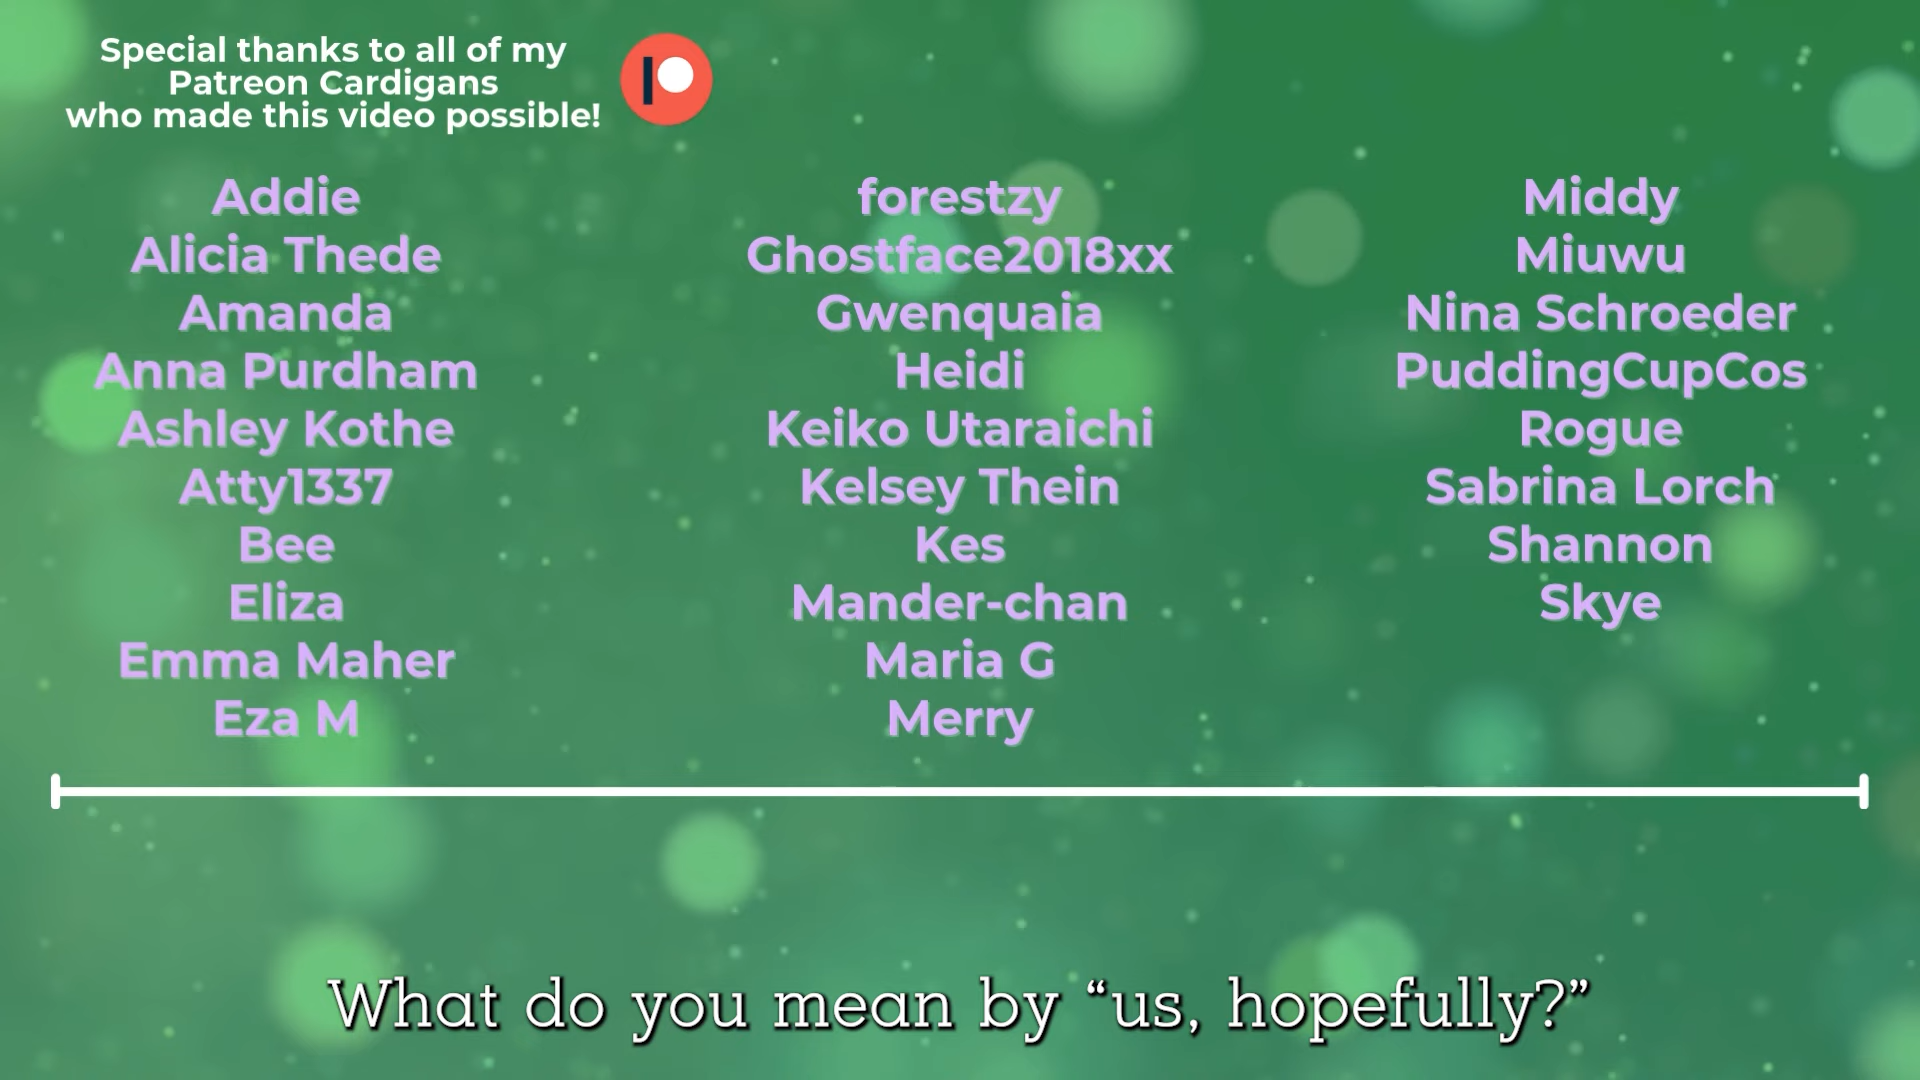 Special thanks to all of my
Patreon Cardigans
who made this video possible!
Addie
Alicia Thede
Amanda
Anna Purdham
Ashley Kothe
Atty1337
Bee
Eliza
Emma Maher
Eza M
forestzy
Ghostface2018xx
Gwenquaia
Heidi
Keiko Utaraichi
Kelsey Thein
Kes
Mander-chan
Maria G
Merry
Middy
Miuwu
Nina Schroeder
PuddingCupCos
Rogue
Sabrina Lorch
Shannon
Skye
What do you mean by “us, hopefully?”